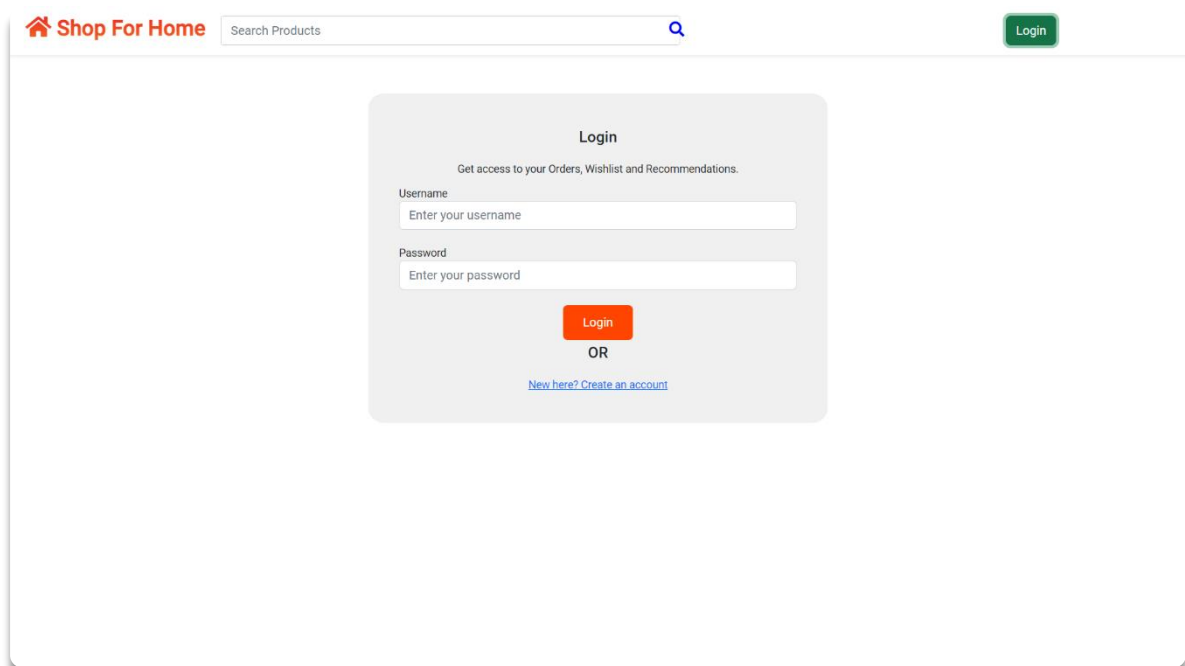 Shop For Home
Search Products
Login
Login
Get access to your Orders, Wishlist and Recommendations.
Username
Enter your username
Password
Enter your password
Login
OR
New here? Create an account